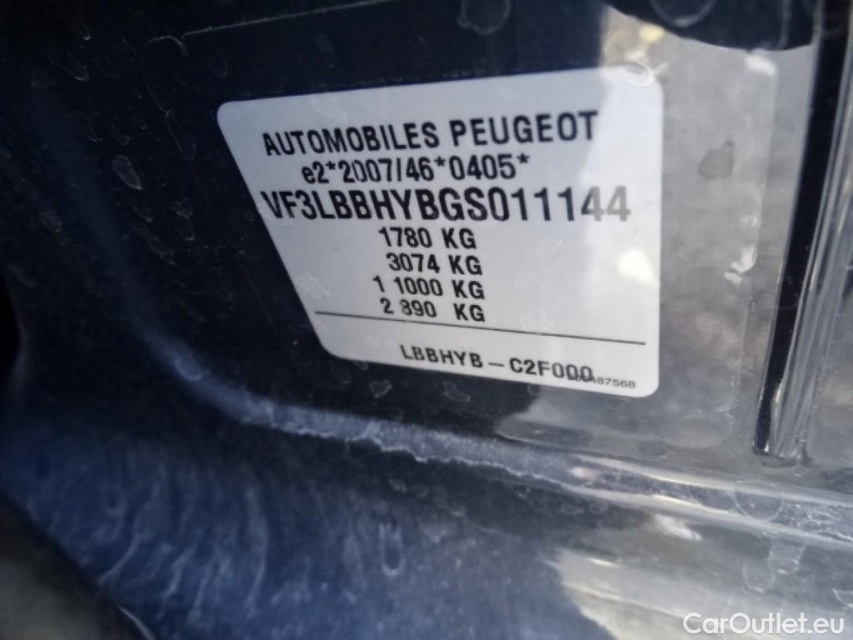 AUTOMOBILES PEUGEOT
e2*2007/46*0405*
VF3LBBHYBGS011144
1780 KG
3074 KG
1 1000 KG
2 890 KG
LBBHYB-C2F000
CarOutlet.eu